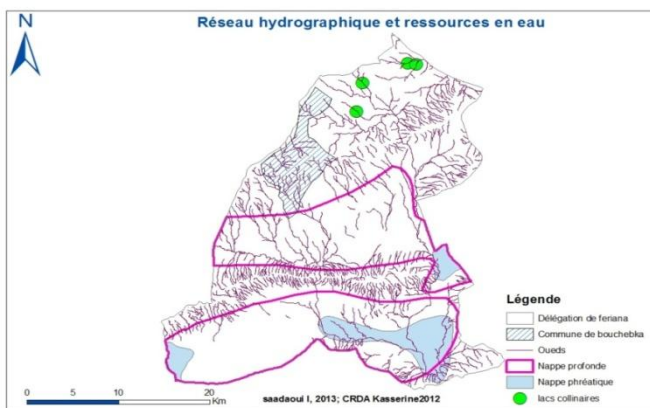 Réseau hydrographique et ressources en eau
N
Légende
Délégation de feriana
Commune de bouchebka
Oueds
Nappe profonde
Nappe phréatique
lacs collinaires
0 5 10 20
Km
saadaoui I, 2013; CRDA Kasserine2012